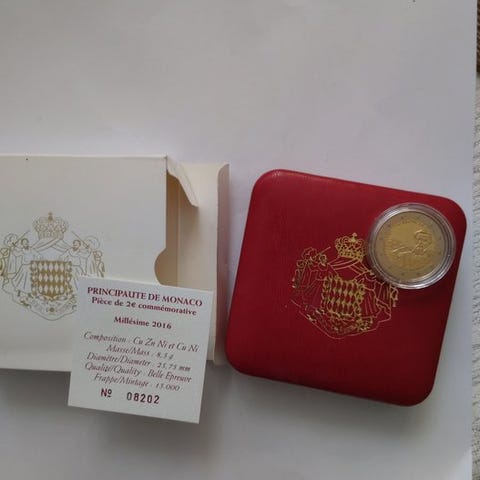 PRINCIPAUTE DE MONACO
Pièce de 2€ commémorative
Millésime 2016
Composition : Cu Zn Ni et Cu Ni
Masse/Mass : 8,5 g
Diamètre/Diameter : 25,75 mm
Qualité/Quality : Belle Epreuve
Frappe/Mintage : 15.000
Nº 08202